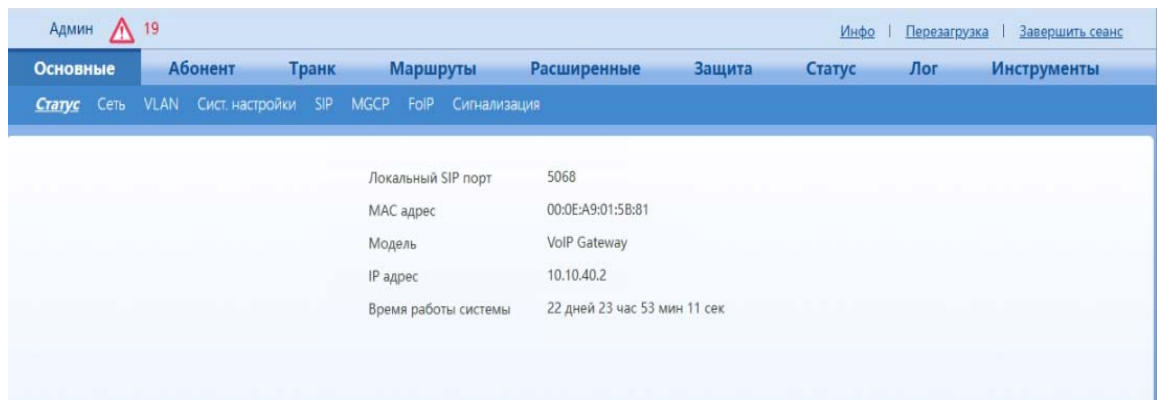 Админ 19 Инфо | Перезагрузка | Завершить сеанс
Основные Абонент Транк Маршруты Расширенные Защита Статус Лог Инструменты
Статус Сеть VLAN Сист. настройки SIP MGCP FoIP Сигнализация
Локальный SIP порт 5068
MAC адрес 00:0E:A9:01:5B:81
Модель VoIP Gateway
IP адрес 10.10.40.2
Время работы системы 22 дней 23 час 53 мин 11 сек